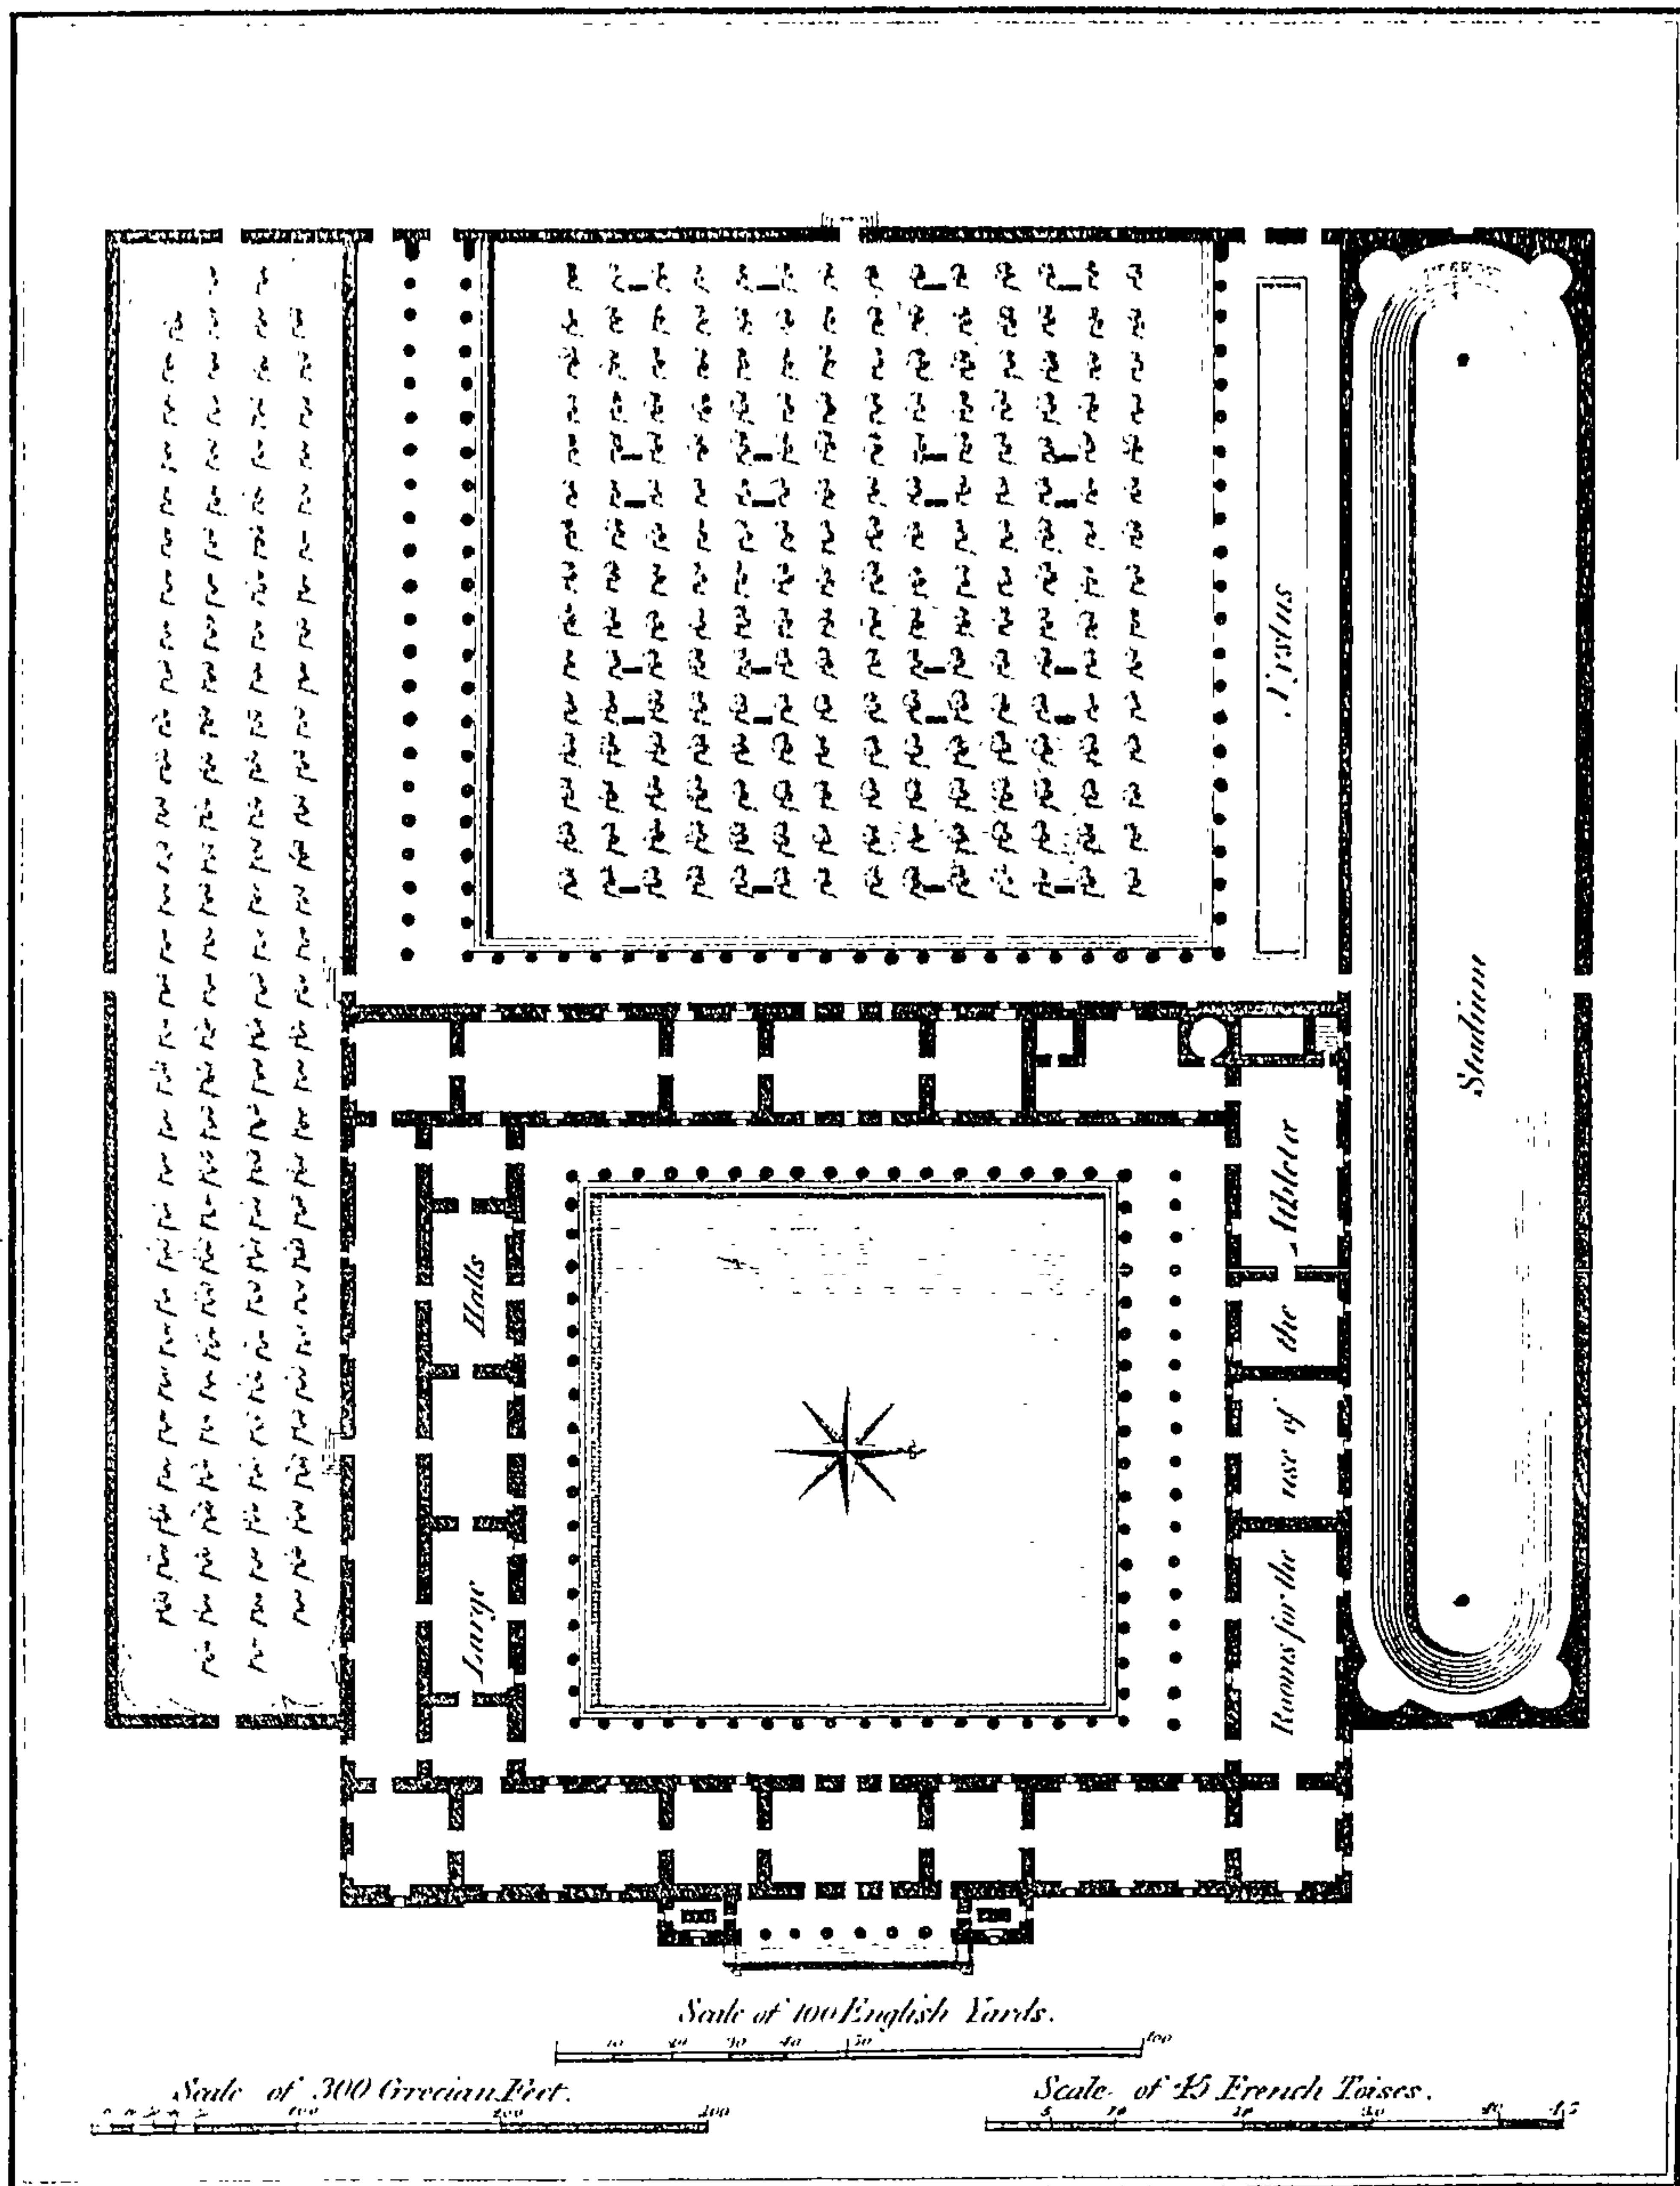 Xystus
Stadium
Large Halls
Rooms for the use of the Athletæ
Scale of 100 English Yards.
10 20 30 40 50 100
Scale of 300 Grecian Feet.
100 200 300
Scale of 45 French Toises.
5 10 20 30 40 45